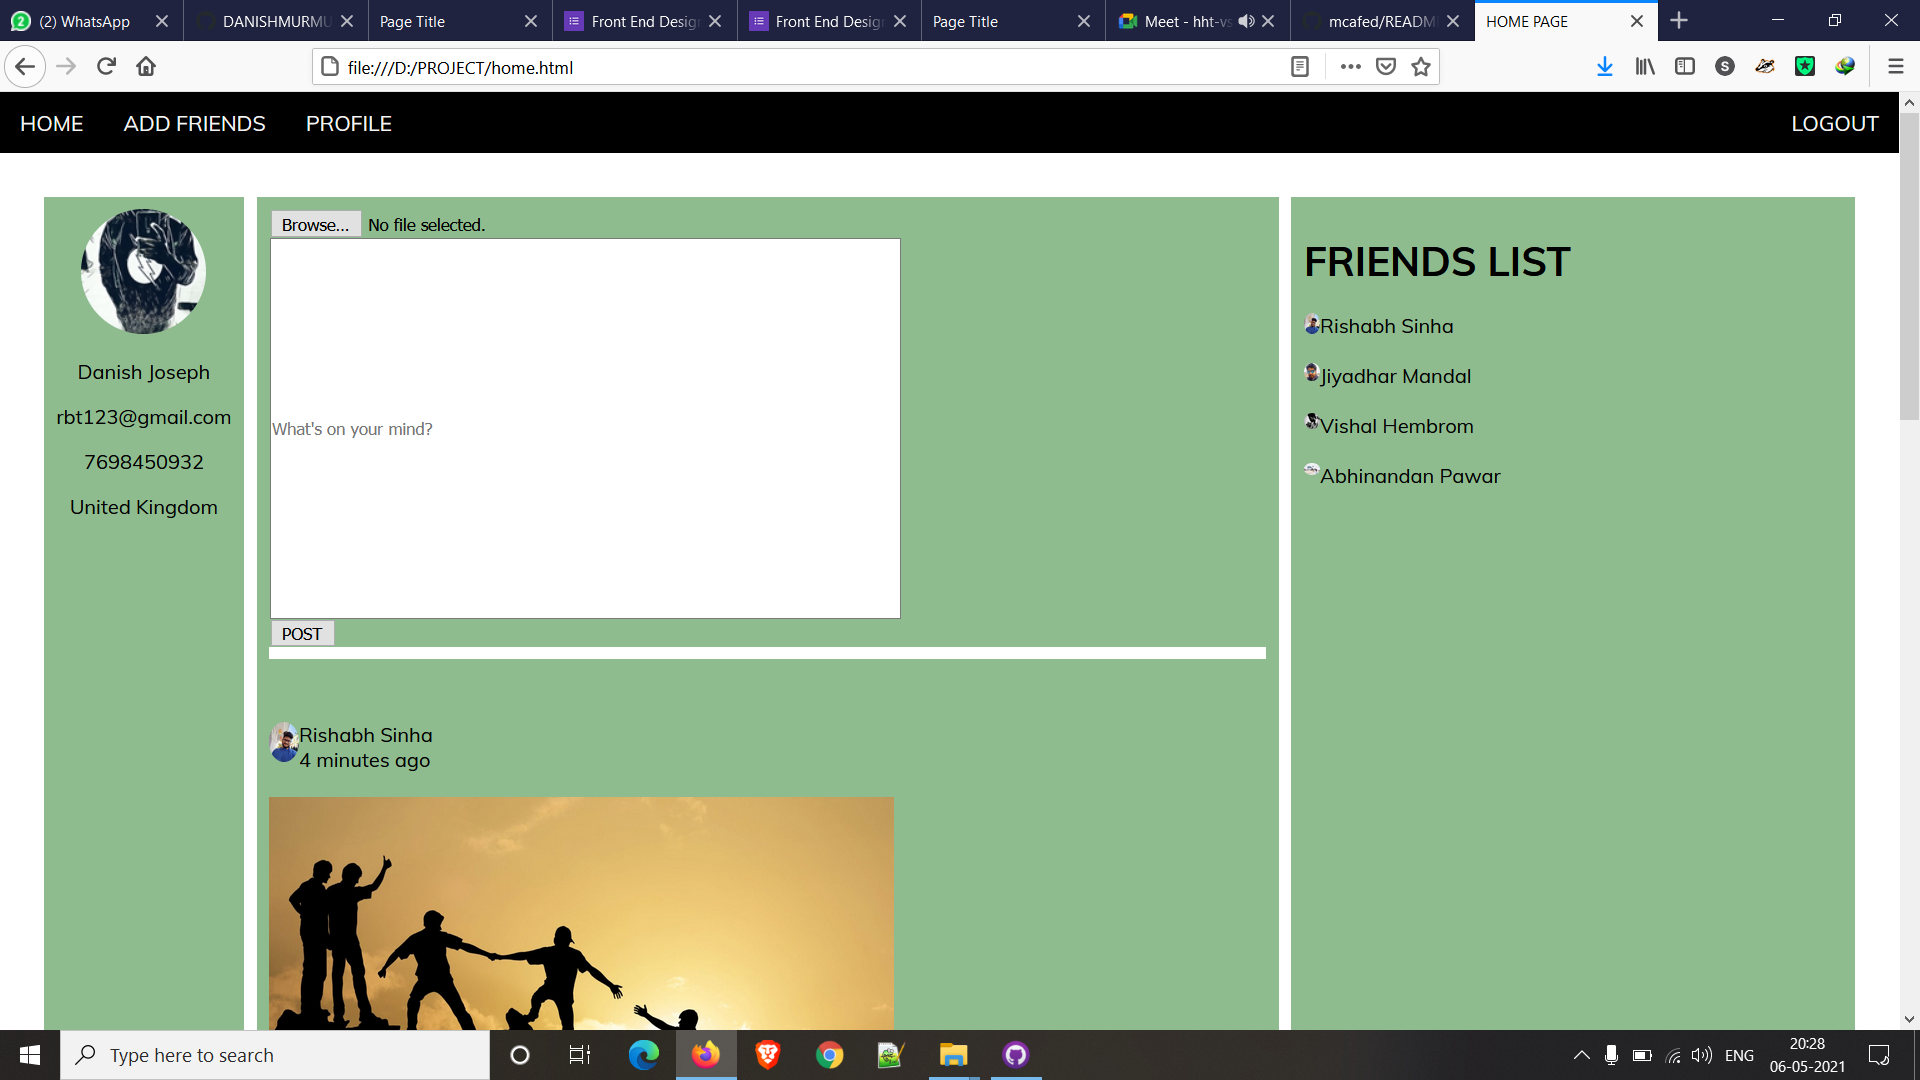 (2) WhatsApp
DANISHMURMU
Page Title
Front End Design
Front End Design
Page Title
Meet - hht-vs
mcafed/READM
HOME PAGE
file:///D:/PROJECT/home.html
HOME
ADD FRIENDS
PROFILE
LOGOUT
Danish Joseph
rbt123@gmail.com
7698450932
United Kingdom
Browse... No file selected.
What's on your mind?
POST
Rishabh Sinha
4 minutes ago
FRIENDS LIST
Rishabh Sinha
Jiyadhar Mandal
Vishal Hembrom
Abhinandan Pawar
Type here to search
ENG
20:28
06-05-2021